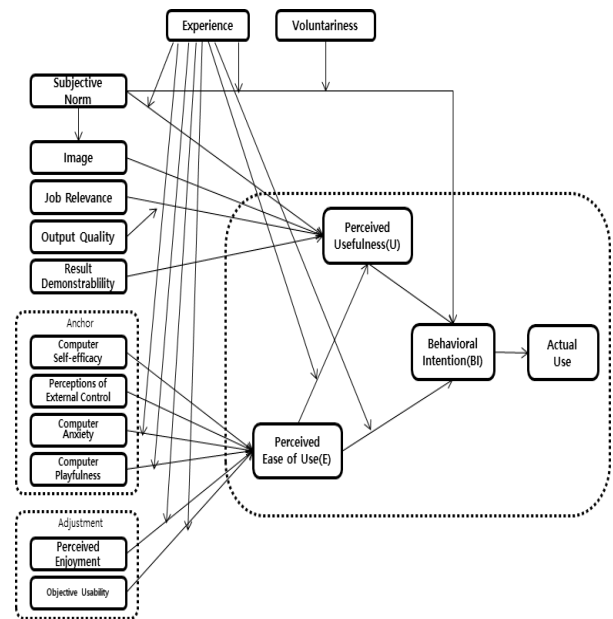 Experience
Voluntariness
Subjective
Norm
Image
Job Relevance
Output Quality
Result
Demonstrablility
Perceived
Usefulness(U)
Behavioral
Intention(BI)
Actual
Use
Anchor
Computer
Self-efficacy
Perceptions of
External Control
Computer
Anxiety
Computer
Playfulness
Perceived
Ease of Use(E)
Adjustment
Perceived
Enjoyment
Objective Usability